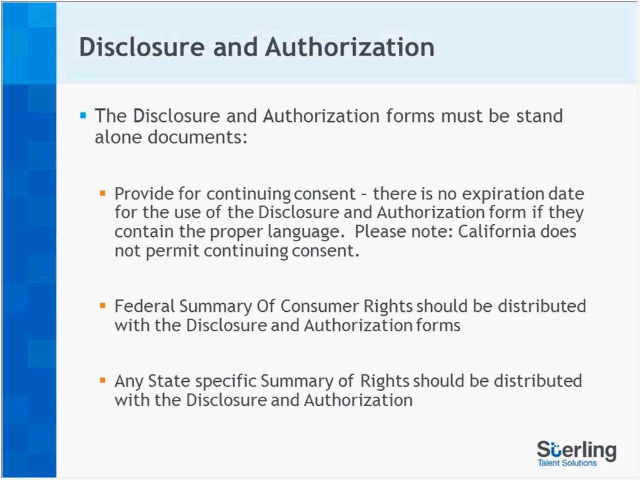 Disclosure and Authorization
▪ The Disclosure and Authorization forms must be stand
alone documents:
▪ Provide for continuing consent – there is no expiration date
for the use of the Disclosure and Authorization form if they
contain the proper language. Please note: California does
not permit continuing consent.
▪ Federal Summary Of Consumer Rights should be distributed
with the Disclosure and Authorization forms
▪ Any State specific Summary of Rights should be distributed
with the Disclosure and Authorization
Sterling
Talent Solutions